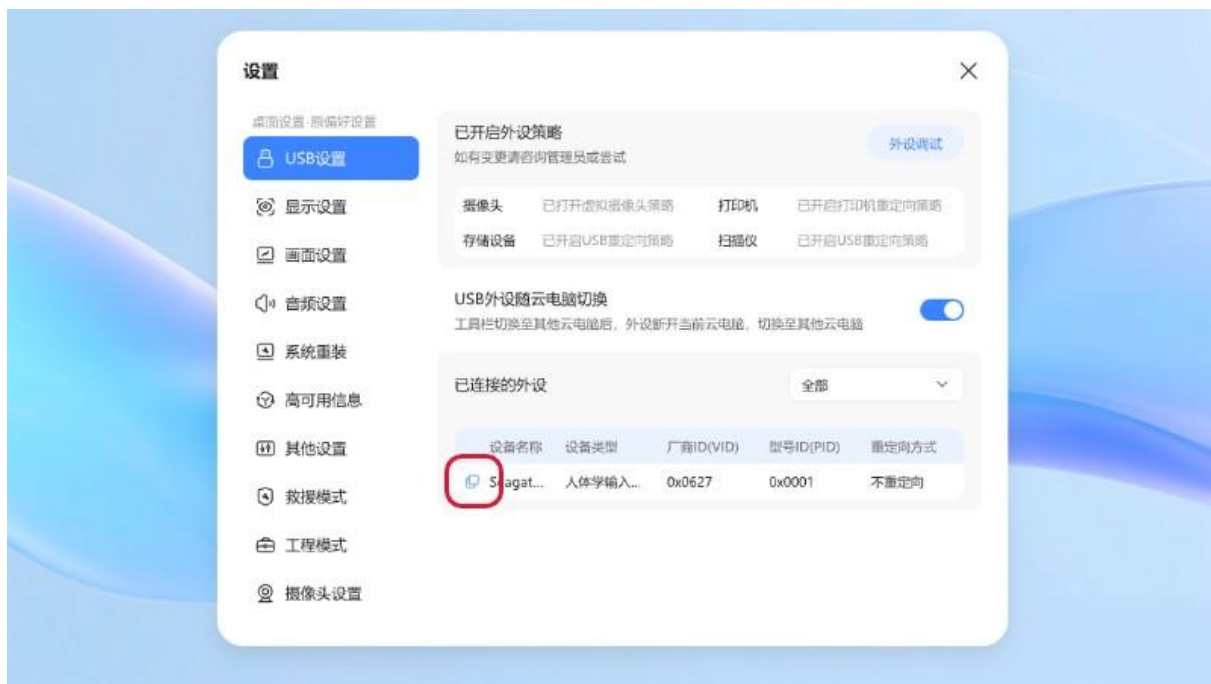 设置
桌面设置-偏好设置
USB设置
显示设置
画面设置
音频设置
系统重装
高可用信息
其他设置
救援模式
工程模式
摄像头设置
已开启外设策略
如有变更请咨询管理员或尝试
外设调试
摄像头 已打开虚拟摄像头策略 打印机 已开启打印机重定向策略
存储设备 已开启USB重定向策略 扫描仪 已开启USB重定向策略
USB外设随云电脑切换
工具栏切换至其他云电脑后，外设断开当前云电脑，切换至其他云电脑
已连接的外设 全部
设备名称 设备类型 厂商ID(VID) 型号ID(PID) 重定向方式
Seagat... 人体学输入... 0x0627 0x0001 不重定向